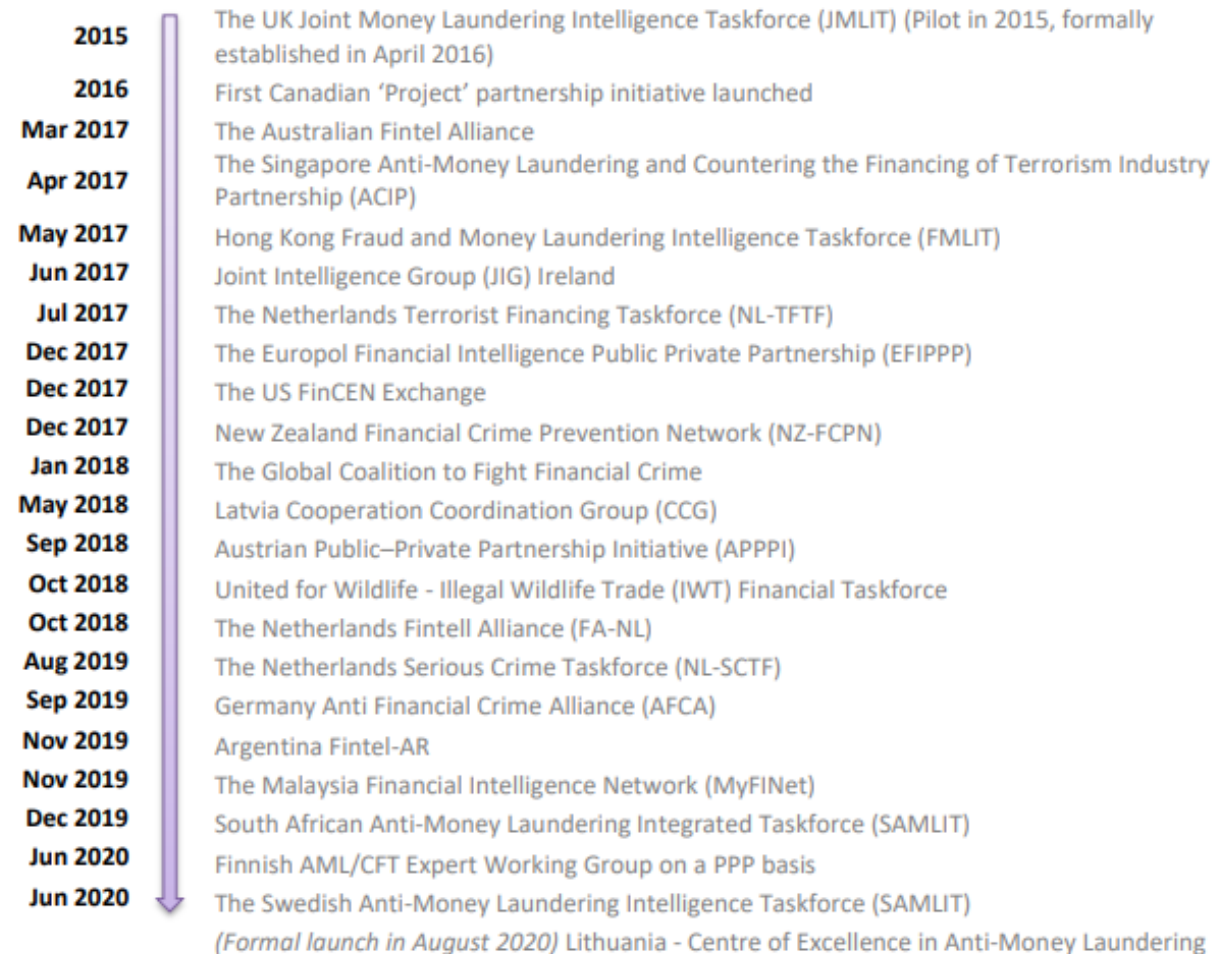 2015 The UK Joint Money Laundering Intelligence Taskforce (JMLIT) (Pilot in 2015, formally
established in April 2016)
2016 First Canadian ‘Project’ partnership initiative launched
Mar 2017 The Australian Fintel Alliance
Apr 2017 The Singapore Anti-Money Laundering and Countering the Financing of Terrorism Industry
Partnership (ACIP)
May 2017 Hong Kong Fraud and Money Laundering Intelligence Taskforce (FMLIT)
Jun 2017 Joint Intelligence Group (JIG) Ireland
Jul 2017 The Netherlands Terrorist Financing Taskforce (NL-TFTF)
Dec 2017 The Europol Financial Intelligence Public Private Partnership (EFIPPP)
Dec 2017 The US FinCEN Exchange
Dec 2017 New Zealand Financial Crime Prevention Network (NZ-FCPN)
Jan 2018 The Global Coalition to Fight Financial Crime
May 2018 Latvia Cooperation Coordination Group (CCG)
Sep 2018 Austrian Public–Private Partnership Initiative (APPPI)
Oct 2018 United for Wildlife - Illegal Wildlife Trade (IWT) Financial Taskforce
Oct 2018 The Netherlands Fintell Alliance (FA-NL)
Aug 2019 The Netherlands Serious Crime Taskforce (NL-SCTF)
Sep 2019 Germany Anti Financial Crime Alliance (AFCA)
Nov 2019 Argentina Fintel-AR
Nov 2019 The Malaysia Financial Intelligence Network (MyFINet)
Dec 2019 South African Anti-Money Laundering Integrated Taskforce (SAMLIT)
Jun 2020 Finnish AML/CFT Expert Working Group on a PPP basis
Jun 2020 The Swedish Anti-Money Laundering Intelligence Taskforce (SAMLIT)
(Formal launch in August 2020) Lithuania - Centre of Excellence in Anti-Money Laundering